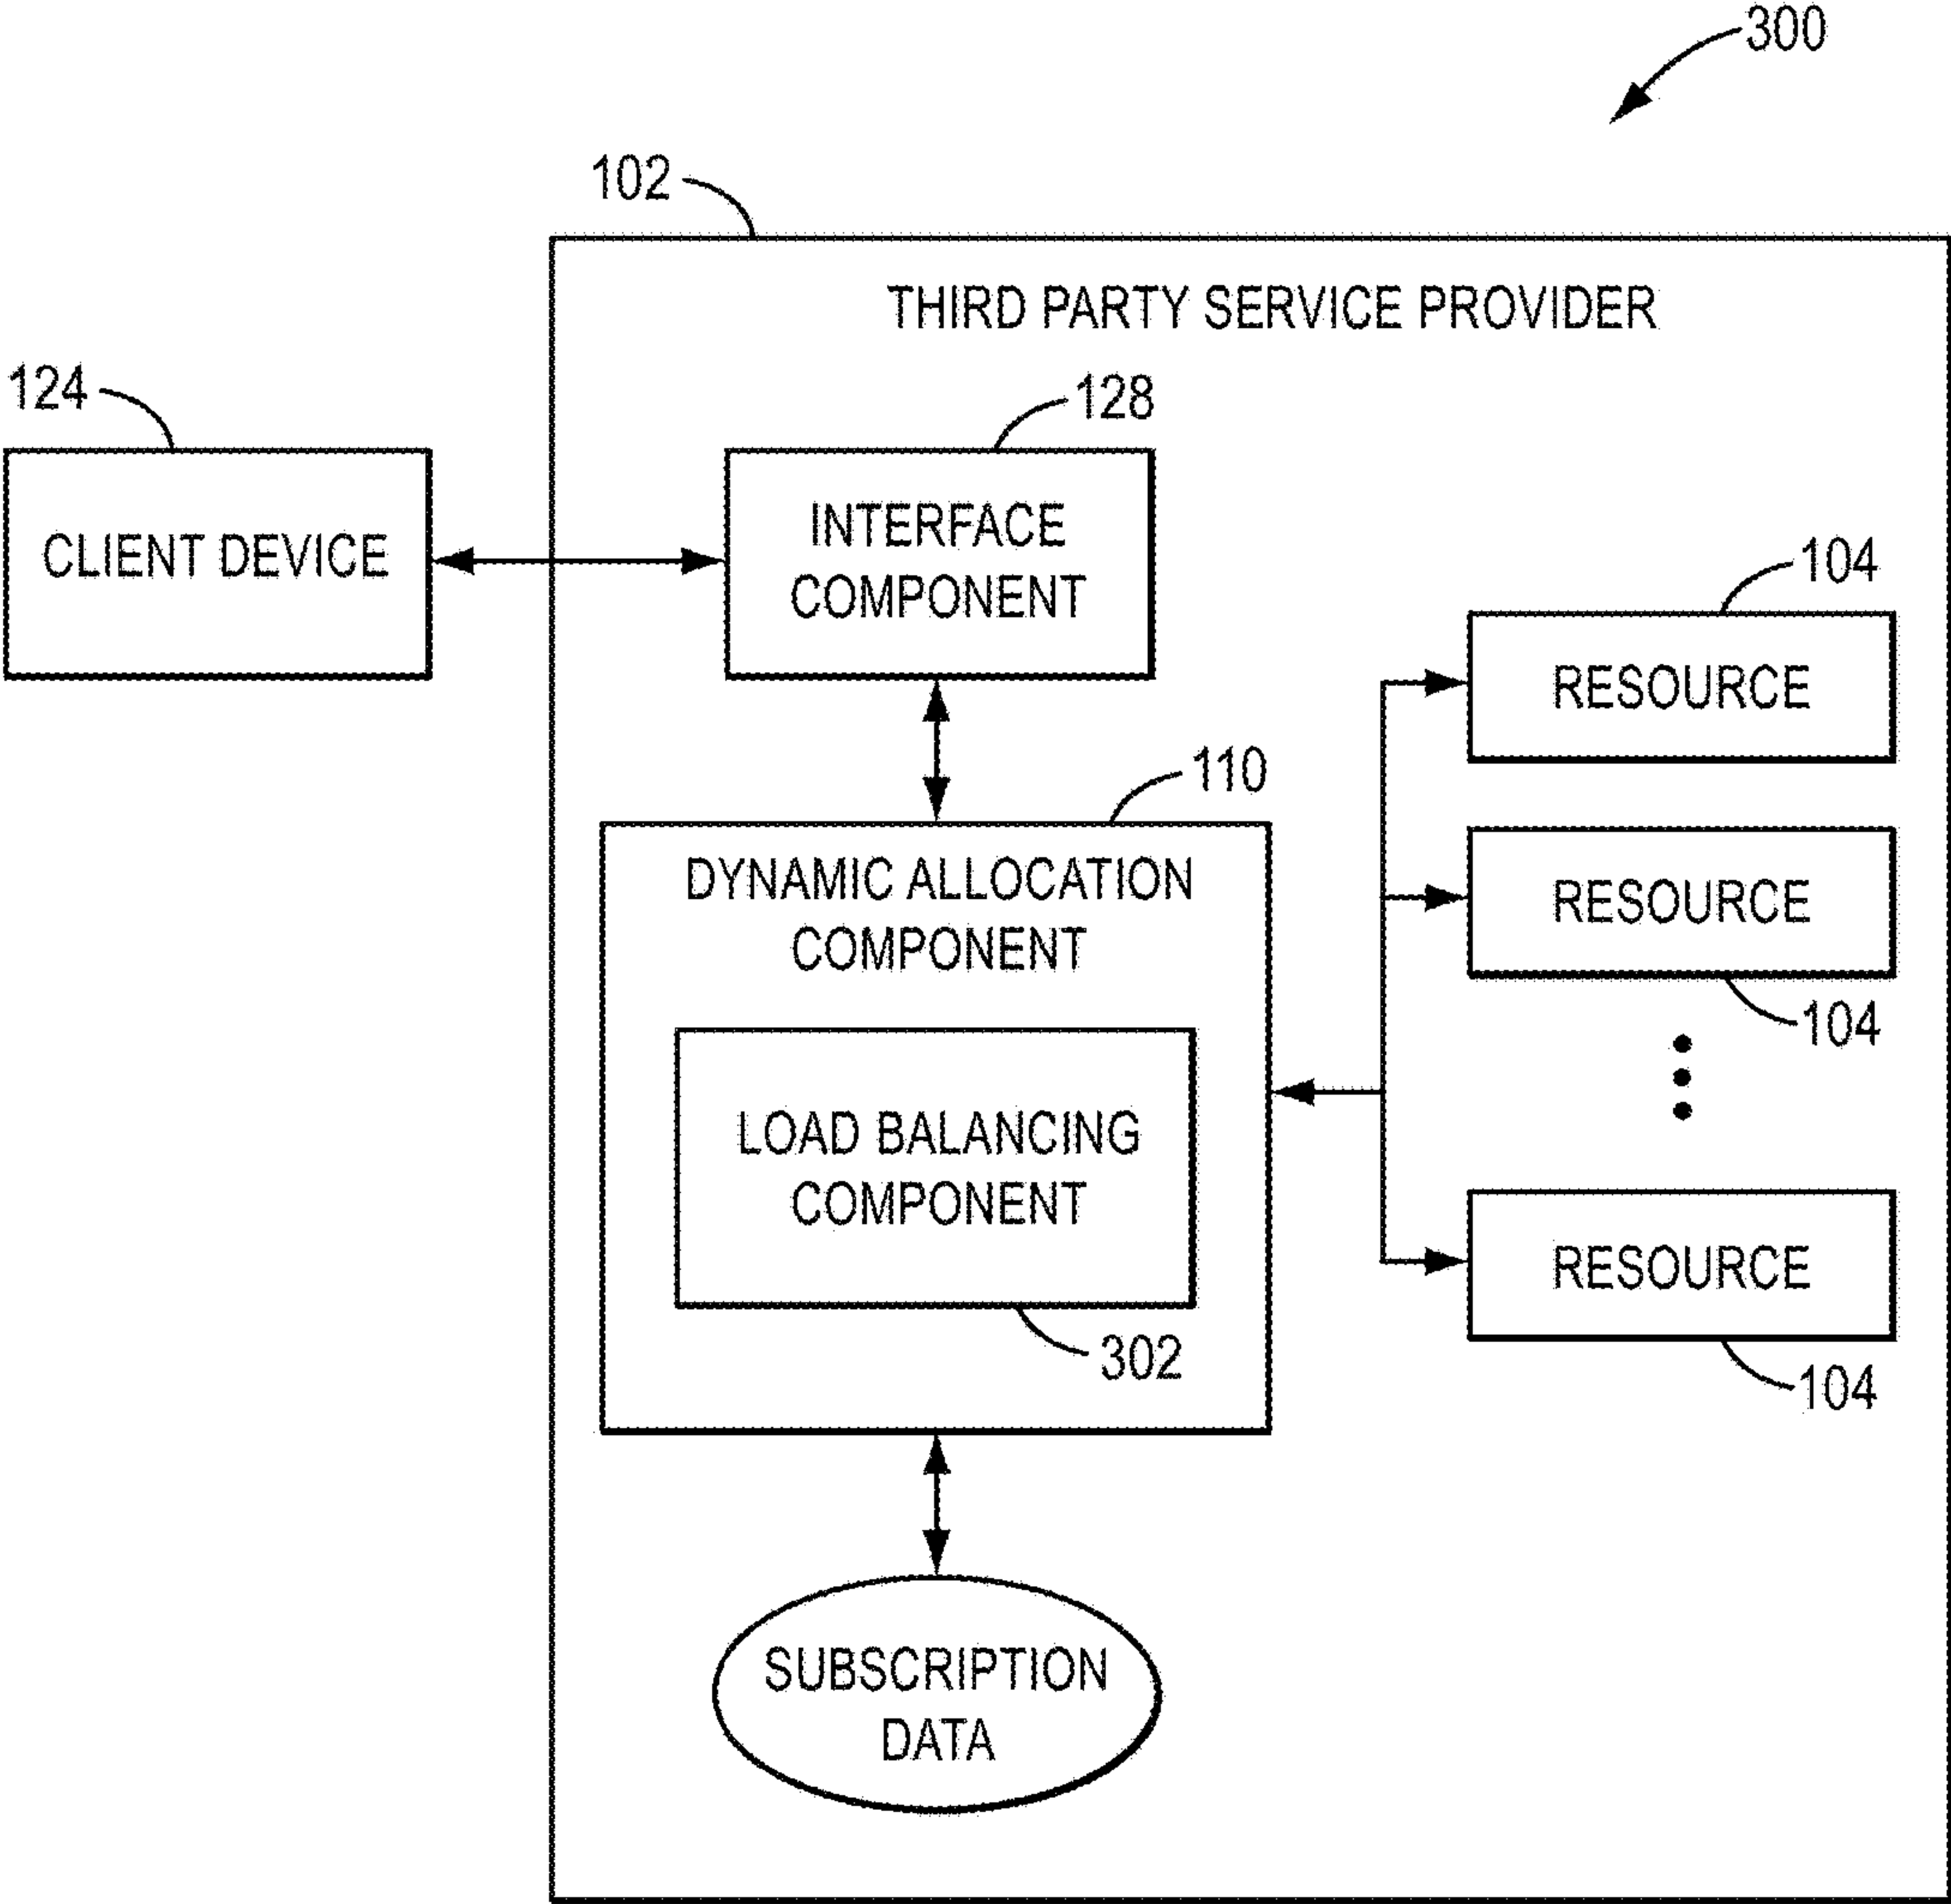 300
102
THIRD PARTY SERVICE PROVIDER
124
128
CLIENT DEVICE
INTERFACE
COMPONENT
104
RESOURCE
110
DYNAMIC ALLOCATION
COMPONENT
RESOURCE
104
LOAD BALANCING
COMPONENT
302
RESOURCE
104
SUBSCRIPTION
DATA